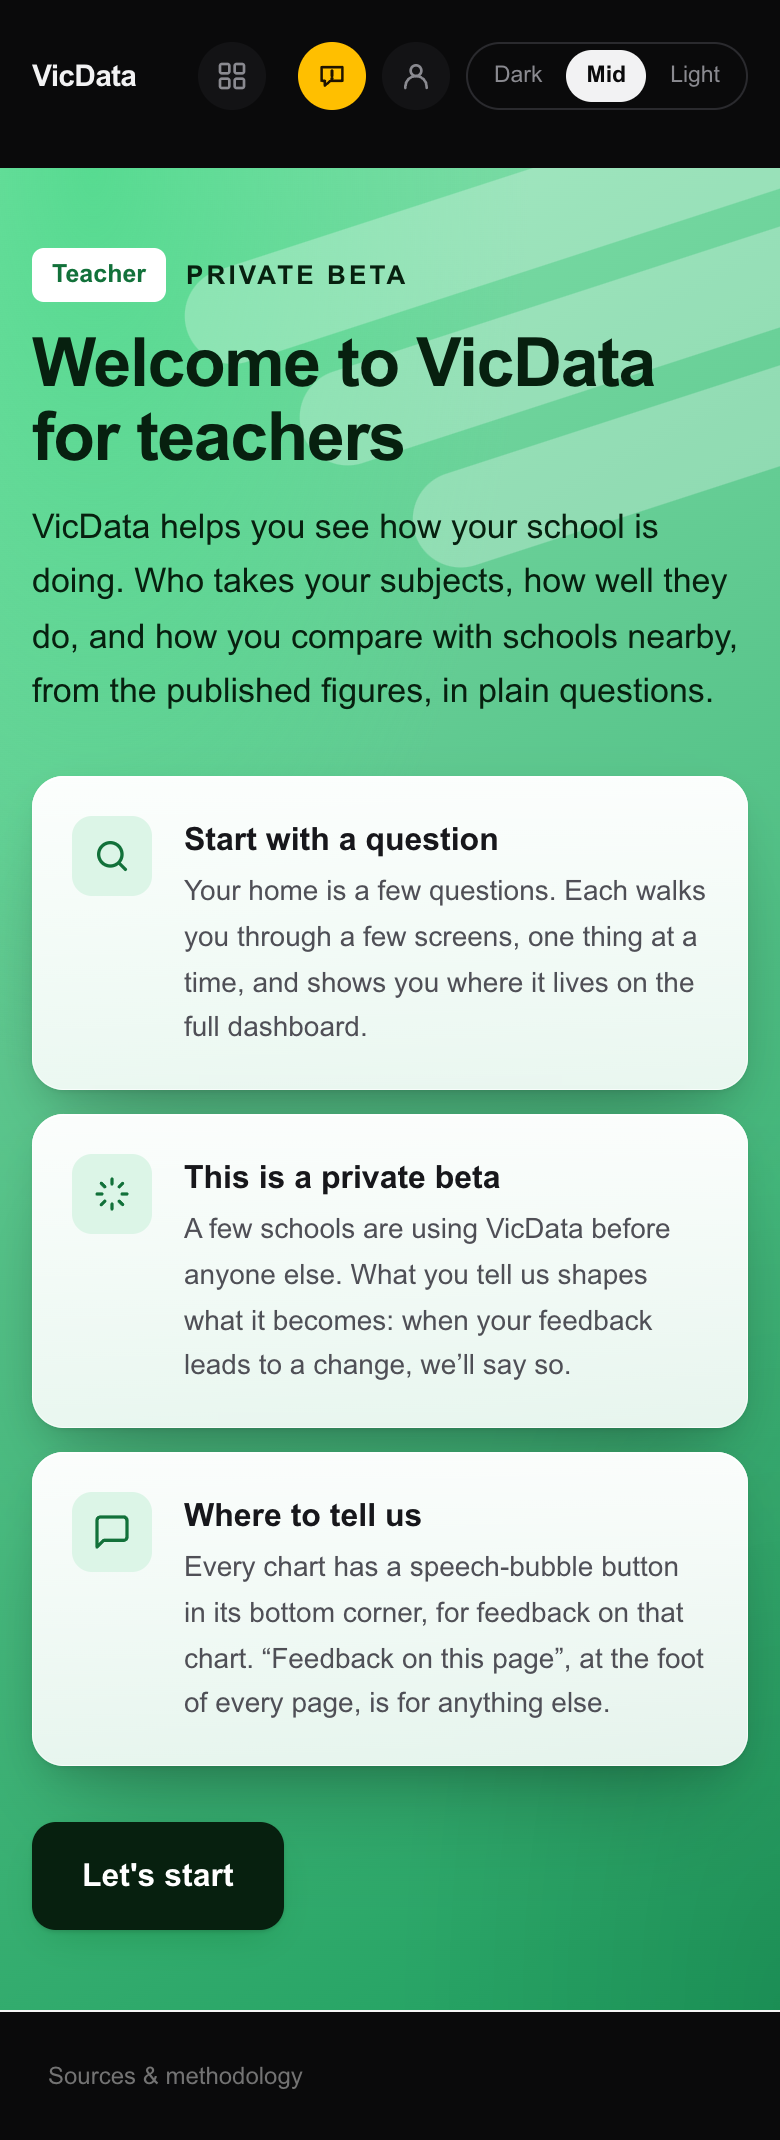 VicData
Dark Mid Light
Teacher PRIVATE BETA
Welcome to VicData
for teachers
VicData helps you see how your school is
doing. Who takes your subjects, how well they
do, and how you compare with schools nearby,
from the published figures, in plain questions.
Start with a question
Your home is a few questions. Each walks
you through a few screens, one thing at a
time, and shows you where it lives on the
full dashboard.
This is a private beta
A few schools are using VicData before
anyone else. What you tell us shapes
what it becomes: when your feedback
leads to a change, we’ll say so.
Where to tell us
Every chart has a speech-bubble button
in its bottom corner, for feedback on that
chart. “Feedback on this page”, at the foot
of every page, is for anything else.
Let's start
Sources & methodology